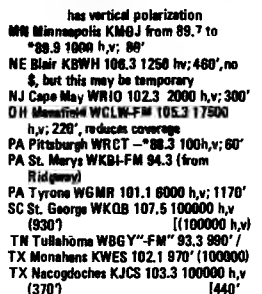 has vertical polarization
MN Minneapolis KMOJ from 89.7 to
*89.9 1000 h,v; 80'
NE Blair KBWH 106.3 1250 hv; 460', no
$, but this may be temporary
NJ Cape May WRIO 102.3 2000 h,v; 300'
OH Mansfield WCLW-FM 105.3 17500
h,v; 220', reduces coverage
PA Pittsburgh WRCT —*88.3 100h,v; 60'
PA St. Marys WKBI-FM 94.3 (from
Ridgway)
PA Tyrone WGMR 101.1 6000 h,v; 1170'
SC St. George WKQB 107.5 100000 h,v
(930') [(100000 h,v)
TN Tullahoma WBGY"-FM" 93.3 990' /
TX Monahans KWES 102.1 970' (100000)
TX Nacogdoches KJCS 103.3 100000 h,v
(370') [440'